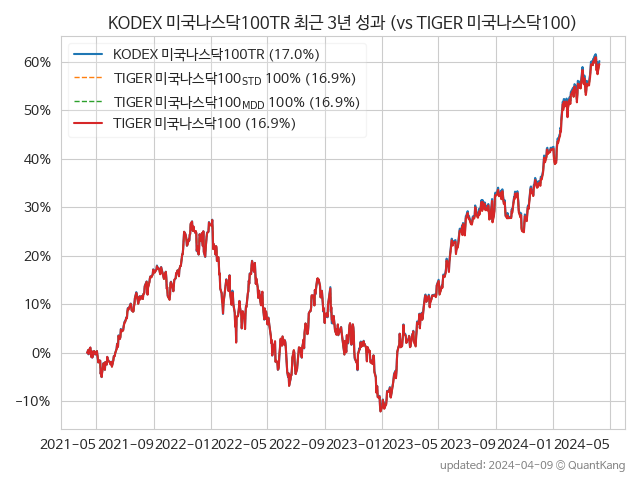 KODEX 미국나스닥100TR 최근 3년 성과 (vs TIGER 미국나스닥100)
KODEX 미국나스닥100TR (17.0%)
TIGER 미국나스닥100STD 100% (16.9%)
TIGER 미국나스닥100MDD 100% (16.9%)
TIGER 미국나스닥100 (16.9%)
60%
50%
40%
30%
20%
10%
0%
−10%
2021−05 2021−09 2022−01 2022−05 2022−09 2023−01 2023−05 2023−09 2024−01 2024−05
updated: 2024-04-09 © QuantKang